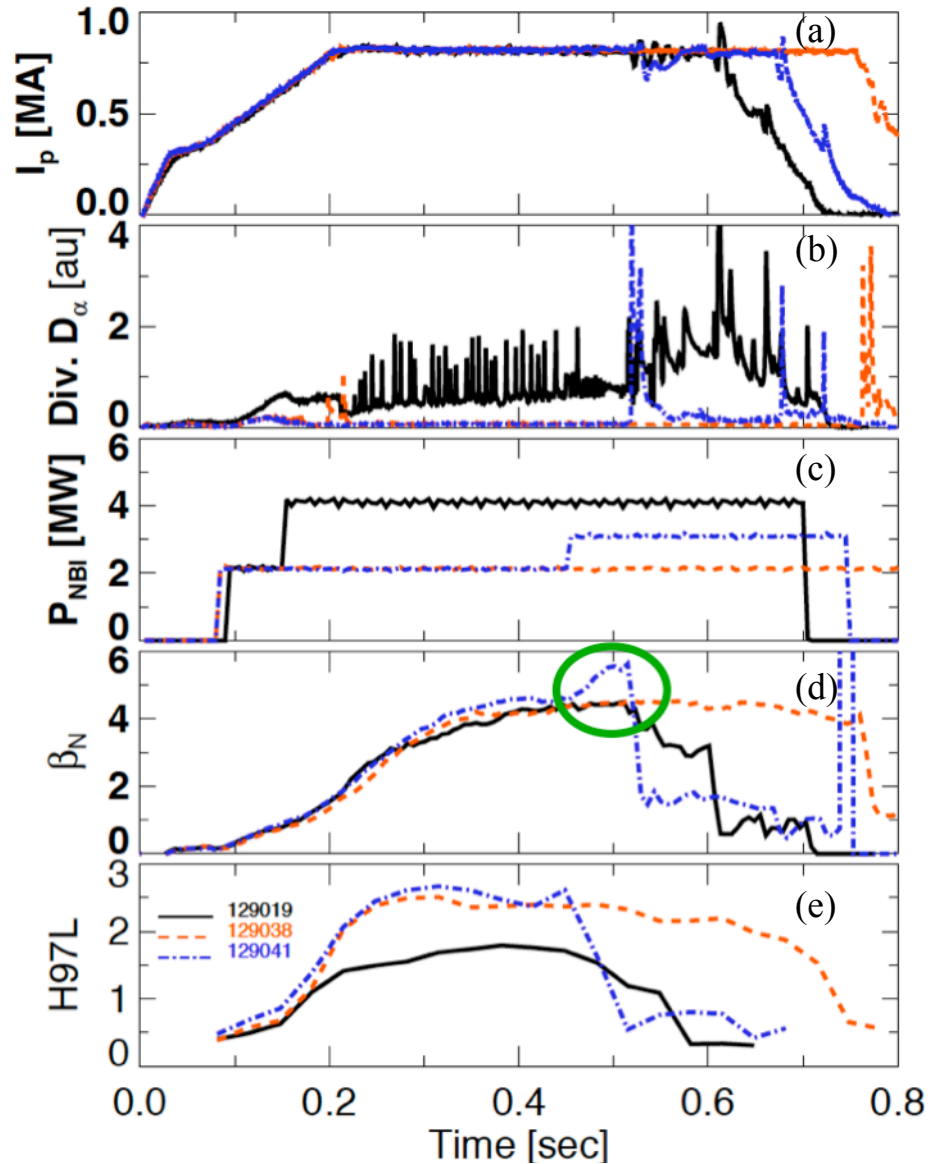 (a)
I_p [MA]
1.0
0.5
0.0
(b)
Div. D_α [au]
4
2
0
(c)
P_NBI [MW]
6
4
2
0
(d)
β_N
6
4
2
0
(e)
H97L
3
2
1
0
129019
129038
129041
0.0 0.2 0.4 0.6 0.8
Time [sec]